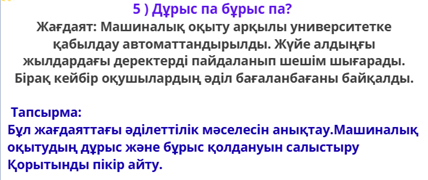 5 ) Дұрыс па бұрыс па?
Жағдаят: Машиналық оқыту арқылы университетке
қабылдау автоматтандырылды. Жүйе алдыңғы
жылдардағы деректерді пайдаланып шешім шығарады.
Бірақ кейбір оқушылардың әділ бағаланбағаны байқалды.
Тапсырма:
Бұл жағдаяттағы әділеттілік мәселесін анықтау.Машиналық
оқытудың дұрыс және бұрыс қолдануын салыстыру
Қорытынды пікір айту.